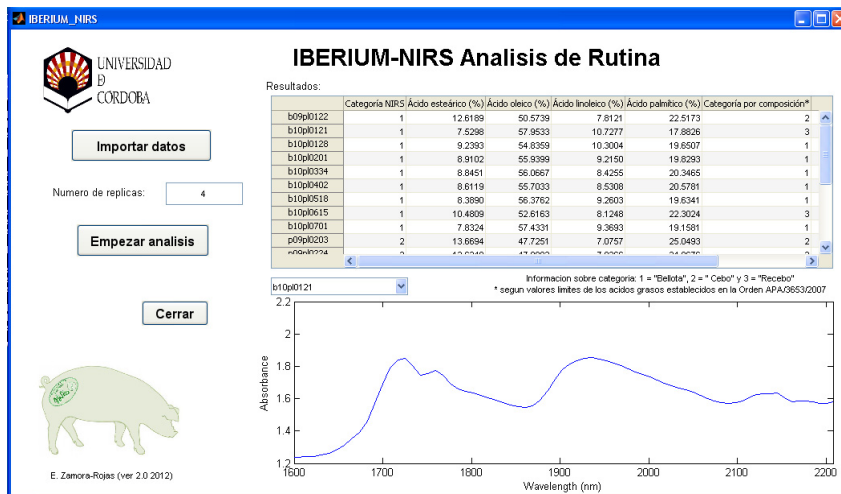 IBERIUM_NIRS
UNIVERSIDAD
D
CORDOBA
IBERIUM-NIRS Analisis de Rutina
Importar datos
Numero de replicas: 4
Empezar analisis
Cerrar
E. Zamora-Rojas (ver 2.0 2012)
Resultados:
Categoría NIRS Ácido esteárico (%) Ácido oleico (%) Ácido linoleico (%) Ácido palmítico (%) Categoría por composición*
b09pl0122 1 12.6189 50.5739 7.8121 22.5173 2
b10pl0121 1 7.5298 57.9533 10.7277 17.8826 3
b10pl0128 1 9.2393 54.8359 10.3004 19.6507 1
b10pl0201 1 8.9102 55.9399 9.2150 19.8293 1
b10pl0334 1 8.8451 56.0667 8.4255 20.3465 1
b10pl0402 1 8.6119 55.7033 8.5308 20.5781 1
b10pl0518 1 8.3890 56.3762 9.2603 19.6341 1
b10pl0615 1 10.4809 52.6163 8.1248 22.3024 3
b10pl0701 1 7.8324 57.4331 9.3693 19.1581 1
p09pl0203 2 13.6694 47.7251 7.0757 25.0493 2
p09pl0224 2
b10pl0121
Informacion sobre categoria: 1 = "Bellota", 2 = " Cebo" y 3 = "Recebo"
* segun valores limites de los acidos grasos establecidos en la Orden APA/3653/2007
2.2
2
1.8
1.6
1.4
1.2
Absorbance
1600 1700 1800 1900 2000 2100 2200
Wavelength (nm)